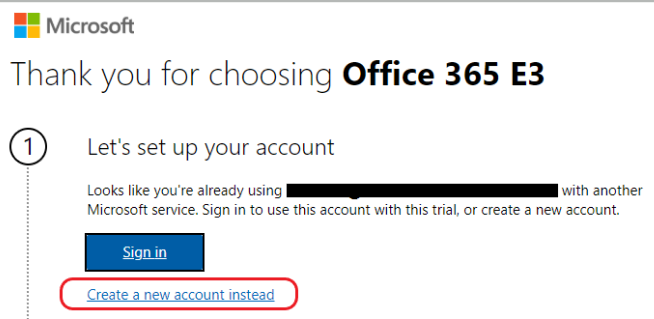 Microsoft
Thank you for choosing Office 365 E3
1
Let's set up your account
Looks like you're already using with another
Microsoft service. Sign in to use this account with this trial, or create a new account.
Sign in
Create a new account instead